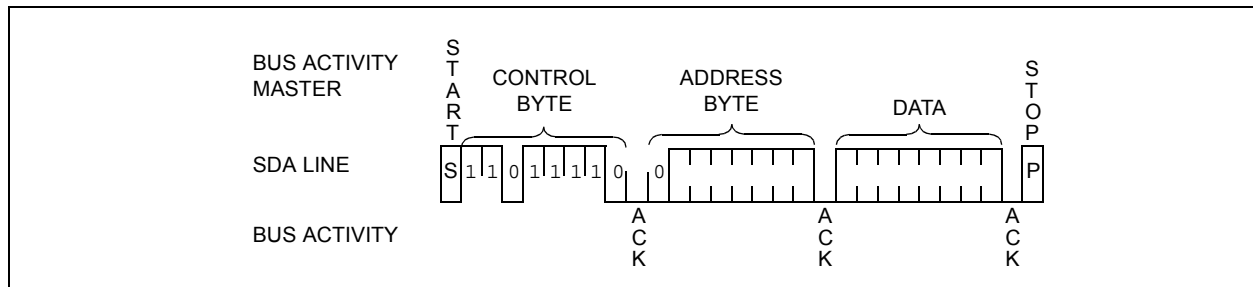 BUS ACTIVITY
MASTER
START
CONTROL
BYTE
ADDRESS
BYTE
DATA
STOP
SDA LINE
S 1 1 0 1 1 1 1 0 0 P
BUS ACTIVITY
ACK
ACK
ACK